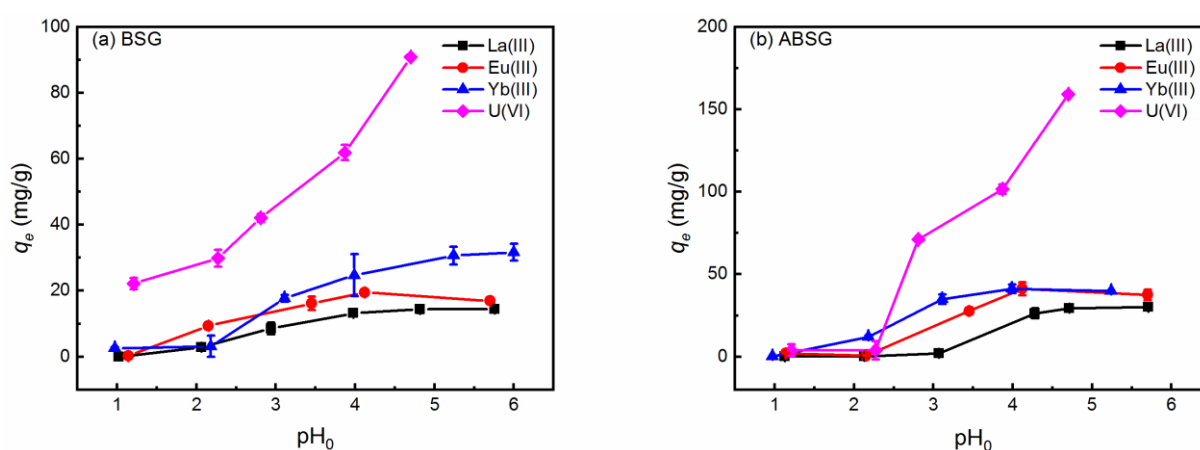 (a) BSG
La(III)
Eu(III)
Yb(III)
U(VI)
100
80
60
40
20
0
qe (mg/g)
1 2 3 4 5 6
pH0
(b) ABSG
La(III)
Eu(III)
Yb(III)
U(VI)
200
150
100
50
0
qe (mg/g)
1 2 3 4 5 6
pH0